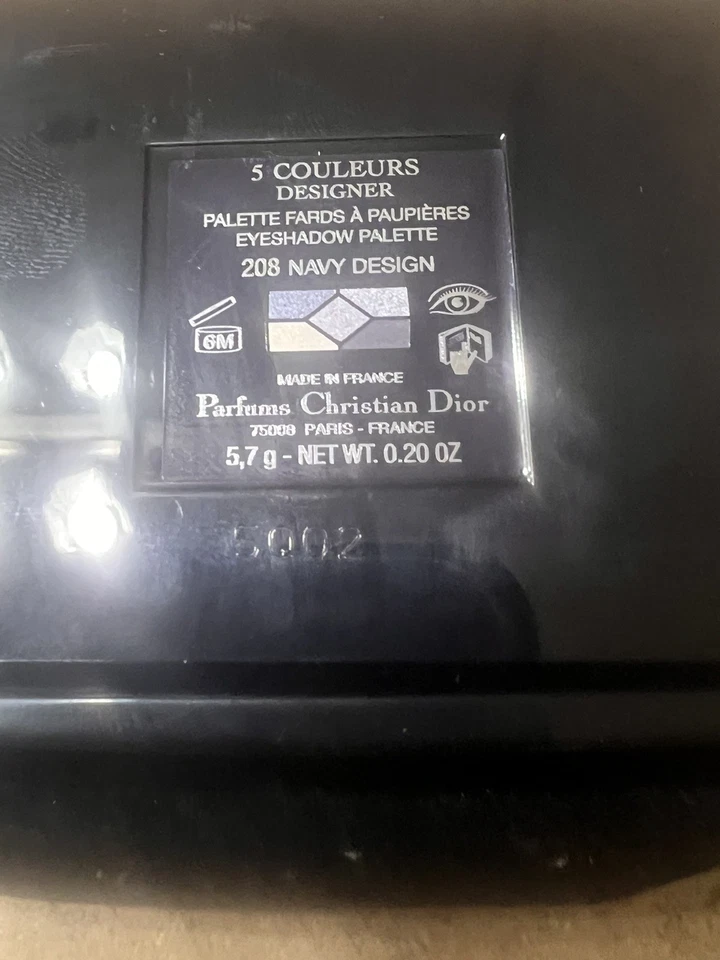 5 COULEURS
DESIGNER
PALETTE FARDS À PAUPIÈRES
EYESHADOW PALETTE
208 NAVY DESIGN
6M
MADE IN FRANCE
Parfums Christian Dior
75008 PARIS - FRANCE
5,7 g - NET WT. 0.20 OZ
5Q02